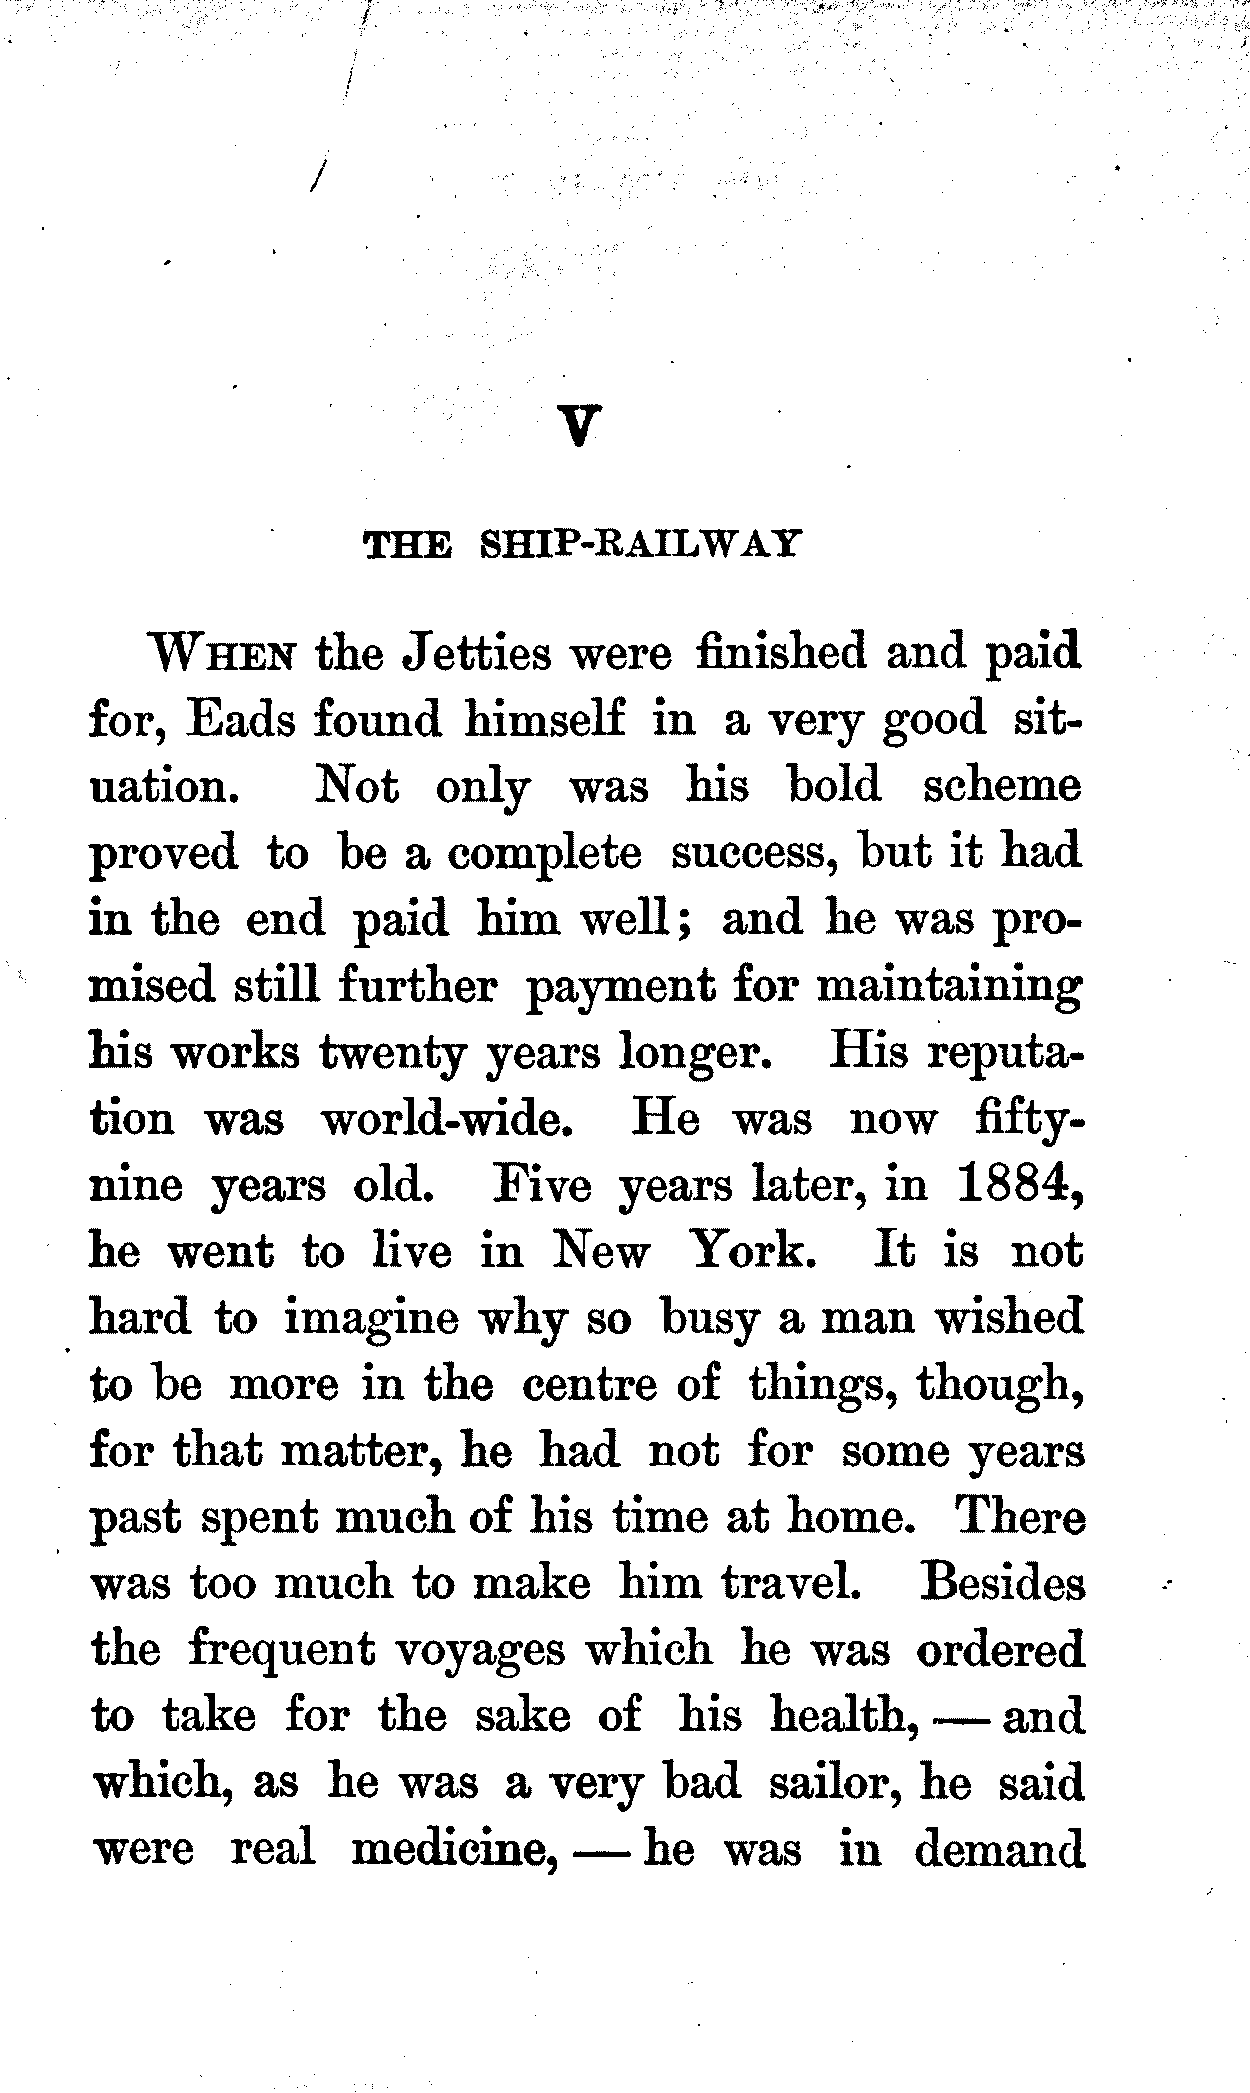 V
THE SHIP-RAILWAY
WHEN the Jetties were finished and paid
for, Eads found himself in a very good sit-
uation. Not only was his bold scheme
proved to be a complete success, but it had
in the end paid him well; and he was pro-
mised still further payment for maintaining
his works twenty years longer. His reputa-
tion was world-wide. He was now fifty-
nine years old. Five years later, in 1884,
he went to live in New York. It is not
hard to imagine why so busy a man wished
to be more in the centre of things, though,
for that matter, he had not for some years
past spent much of his time at home. There
was too much to make him travel. Besides
the frequent voyages which he was ordered
to take for the sake of his health, — and
which, as he was a very bad sailor, he said
were real medicine, — he was in demand